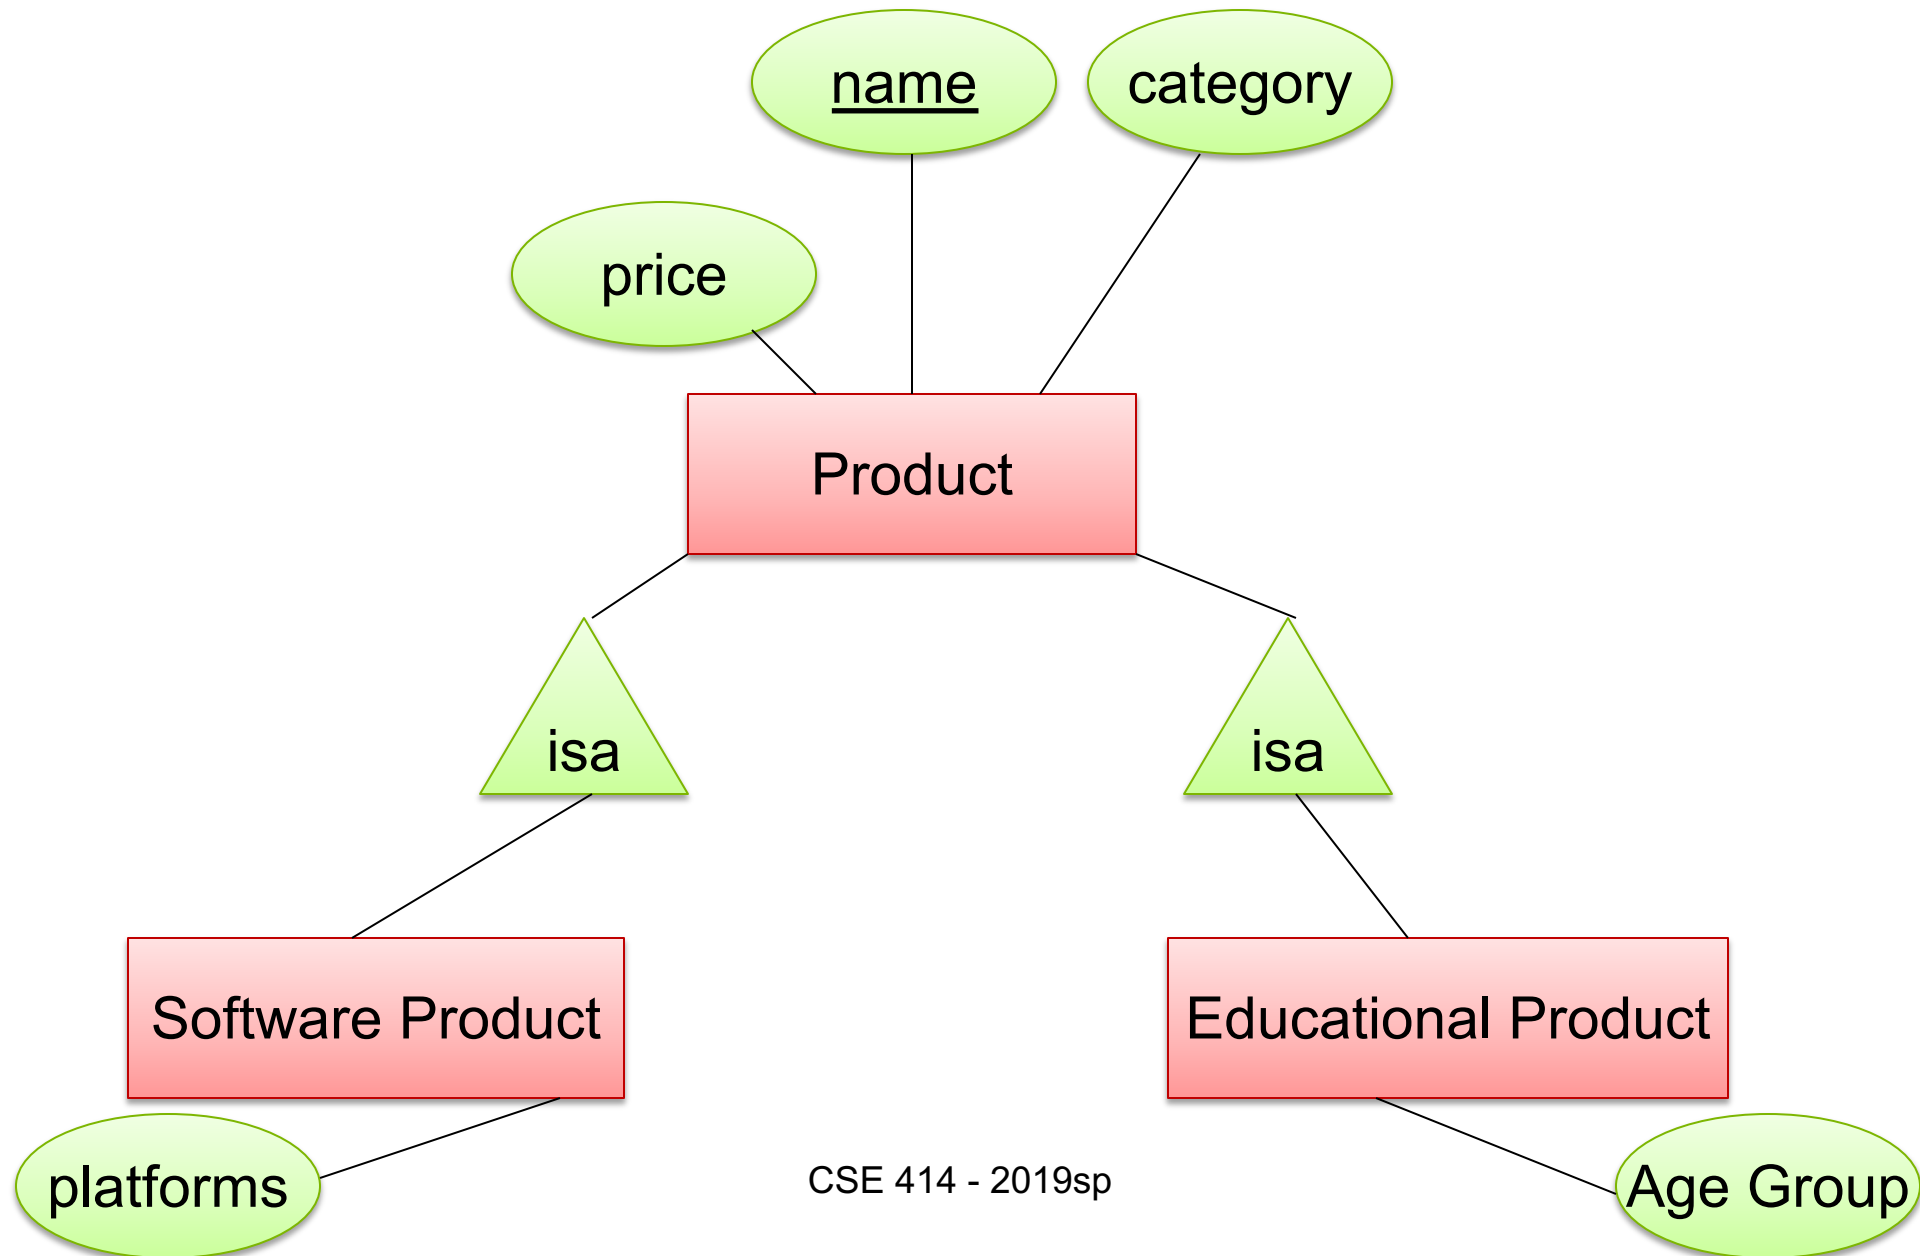 name
category
price
Product
isa
isa
Software Product
Educational Product
platforms
CSE 414 - 2019sp
Age Group